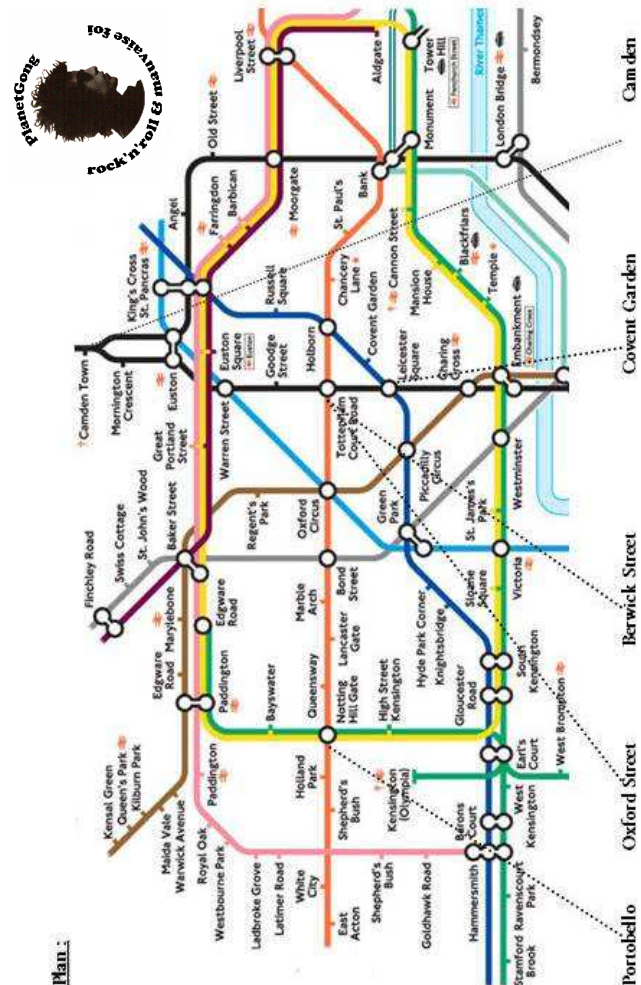 Plan :
PlanetGong
rock'n'roll & mauvaise foi
Kensal Green
Queen's Park
Kilburn Park
Maida Vale
Warwick Avenue
Royal Oak
Westbourne Park
Ladbroke Grove
Latimer Road
White
City
East
Acton
Shepherd's
Bush
Goldhawk Road
Hammersmith
Stamford
Brook
Ravenscourt
Park
Barons
Court
West
Kensington
Earl's
Court
Kensington
(Olympia)
West Brompton
Paddington
Edgware
Road
Marylebone
Paddington
Shepherd's
Bush
Holland
Park
Notting
Hill Gate
Queensway
Bayswater
High Street
Kensington
Lancaster
Gate
Marble
Arch
Gloucester
Road
South
Kensington
Knightsbridge
Hyde Park Corner
Sloane
Square
Victoria
Finchley Road
Swiss Cottage
St. John's Wood
Baker Street
Edgware
Road
Bond
Street
Great
Portland
Street
Regent's
Park
Oxford
Circus
Green
Park
Piccadilly
Circus
St. James's
Park
Westminster
Camden Town
Mornington
Crescent
Euston
Warren Street
Euston
Square
Euston
Goodge
Street
Tottenham
Court Road
Holborn
Leicester
Square
Covent Garden
Charing
Cross
Embankment
Charing Cross
King's Cross
St. Pancras
Russell
Square
Chancery
Lane
St. Paul's
Bank
Cannon Street
Mansion
House
Blackfriars
Temple
Angel
Farringdon
Barbican
Moorgate
Old Street
Liverpool
Street
Aldgate
Tower
Hill
Fenchurch Street
Monument
River Thames
London Bridge
Bermondsey
Portobello
Oxford Street
Berwick Street
Covent Garden
Camden